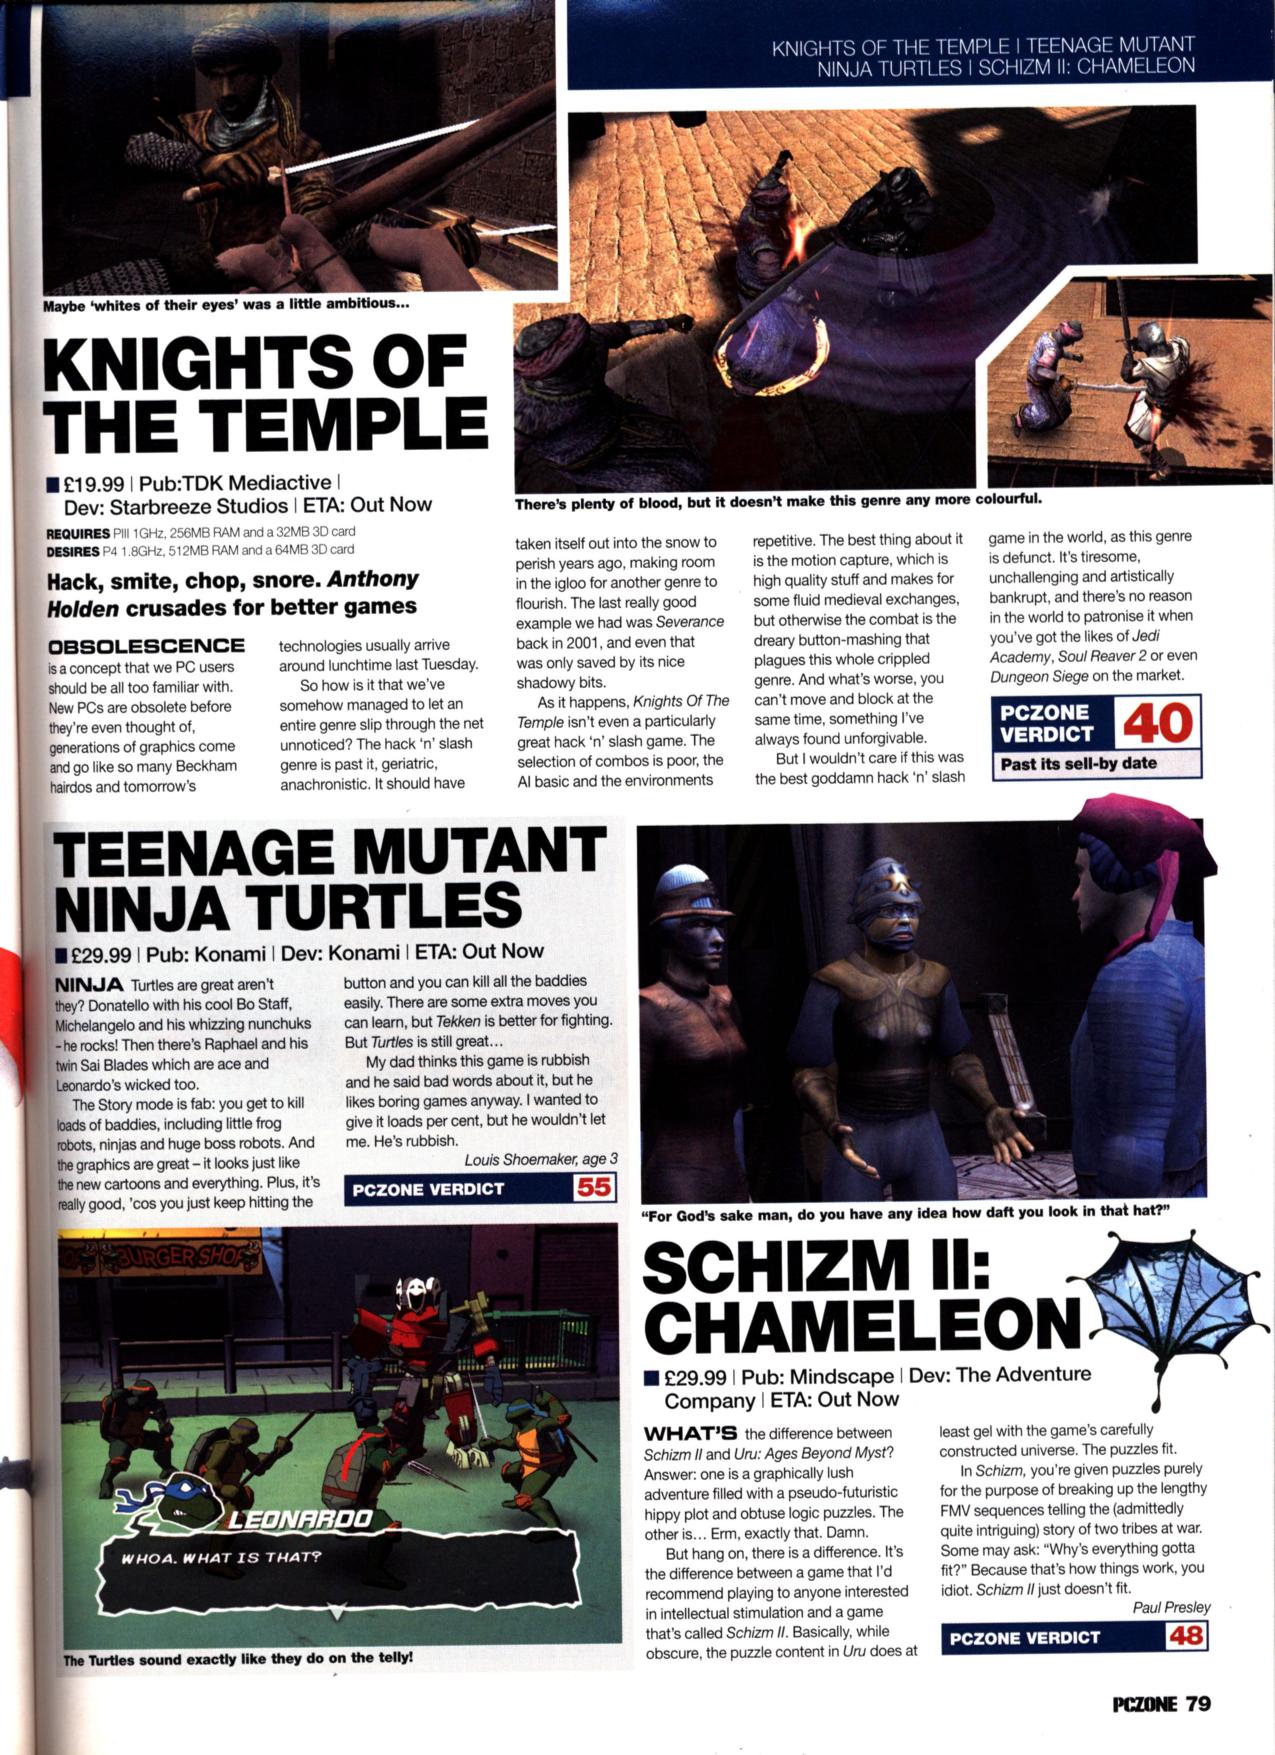 KNIGHTS OF THE TEMPLE | TEENAGE MUTANT
NINJA TURTLES | SCHIZM II: CHAMELEON
Maybe 'whites of their eyes' was a little ambitious...
KNIGHTS OF
THE TEMPLE
£19.99 | Pub:TDK Mediactive |
Dev: Starbreeze Studios | ETA: Out Now
REQUIRES PIII 1GHz, 256MB RAM and a 32MB 3D card
DESIRES P4 1.8GHz, 512MB RAM and a 64MB 3D card
Hack, smite, chop, snore. Anthony
Holden crusades for better games
OBSOLESCENCE
is a concept that we PC users
should be all too familiar with.
New PCs are obsolete before
they're even thought of,
generations of graphics come
and go like so many Beckham
hairdos and tomorrow's
technologies usually arrive
around lunchtime last Tuesday.
So how is it that we've
somehow managed to let an
entire genre slip through the net
unnoticed? The hack 'n' slash
genre is past it, geriatric,
anachronistic. It should have
There's plenty of blood, but it doesn't make this genre any more colourful.
taken itself out into the snow to
perish years ago, making room
in the igloo for another genre to
flourish. The last really good
example we had was Severance
back in 2001, and even that
was only saved by its nice
shadowy bits.
As it happens, Knights Of The
Temple isn't even a particularly
great hack 'n' slash game. The
selection of combos is poor, the
AI basic and the environments
repetitive. The best thing about it
is the motion capture, which is
high quality stuff and makes for
some fluid medieval exchanges,
but otherwise the combat is the
dreary button-mashing that
plagues this whole crippled
genre. And what's worse, you
can't move and block at the
same time, something I've
always found unforgivable.
But I wouldn't care if this was
the best goddamn hack 'n' slash
game in the world, as this genre
is defunct. It's tiresome,
unchallenging and artistically
bankrupt, and there's no reason
in the world to patronise it when
you've got the likes of Jedi
Academy, Soul Reaver 2 or even
Dungeon Siege on the market.
PCZONE
VERDICT 40
Past its sell-by date
TEENAGE MUTANT
NINJA TURTLES
£29.99 | Pub: Konami | Dev: Konami | ETA: Out Now
NINJA Turtles are great aren't
they? Donatello with his cool Bo Staff,
Michelangelo and his whizzing nunchuks
- he rocks! Then there's Raphael and his
twin Sai Blades which are ace and
Leonardo's wicked too.
The Story mode is fab: you get to kill
loads of baddies, including little frog
robots, ninjas and huge boss robots. And
the graphics are great – it looks just like
the new cartoons and everything. Plus, it's
really good, 'cos you just keep hitting the
button and you can kill all the baddies
easily. There are some extra moves you
can learn, but Tekken is better for fighting.
But Turtles is still great...
My dad thinks this game is rubbish
and he said bad words about it, but he
likes boring games anyway. I wanted to
give it loads per cent, but he wouldn't let
me. He's rubbish.
Louis Shoemaker, age 3
PCZONE VERDICT 55
BURGER SHOP
LEONARDO
WHOA. WHAT IS THAT?
The Turtles sound exactly like they do on the telly!
"For God's sake man, do you have any idea how daft you look in that hat?"
SCHIZM II:
CHAMELEON
£29.99 | Pub: Mindscape | Dev: The Adventure
Company | ETA: Out Now
WHAT'S the difference between
Schizm II and Uru: Ages Beyond Myst?
Answer: one is a graphically lush
adventure filled with a pseudo-futuristic
hippy plot and obtuse logic puzzles. The
other is... Erm, exactly that. Damn.
But hang on, there is a difference. It's
the difference between a game that I'd
recommend playing to anyone interested
in intellectual stimulation and a game
that's called Schizm II. Basically, while
obscure, the puzzle content in Uru does at
least gel with the game's carefully
constructed universe. The puzzles fit.
In Schizm, you're given puzzles purely
for the purpose of breaking up the lengthy
FMV sequences telling the (admittedly
quite intriguing) story of two tribes at war.
Some may ask: "Why's everything gotta
fit?" Because that's how things work, you
idiot. Schizm II just doesn't fit.
Paul Presley
PCZONE VERDICT 48
PCZONE 79